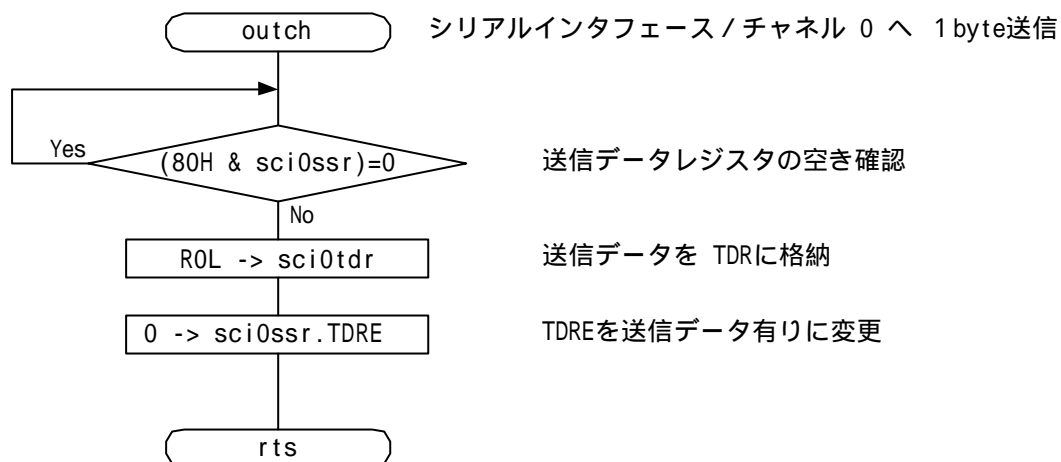 outch シリアルインタフェース / チャネル 0 へ 1byte送信
Yes
(80H & sci0ssr)=0 送信データレジスタの空き確認
No
R0L -> sci0tdr 送信データを TDRに格納
0 -> sci0ssr.TDRE TDREを送信データ有りに変更
rts